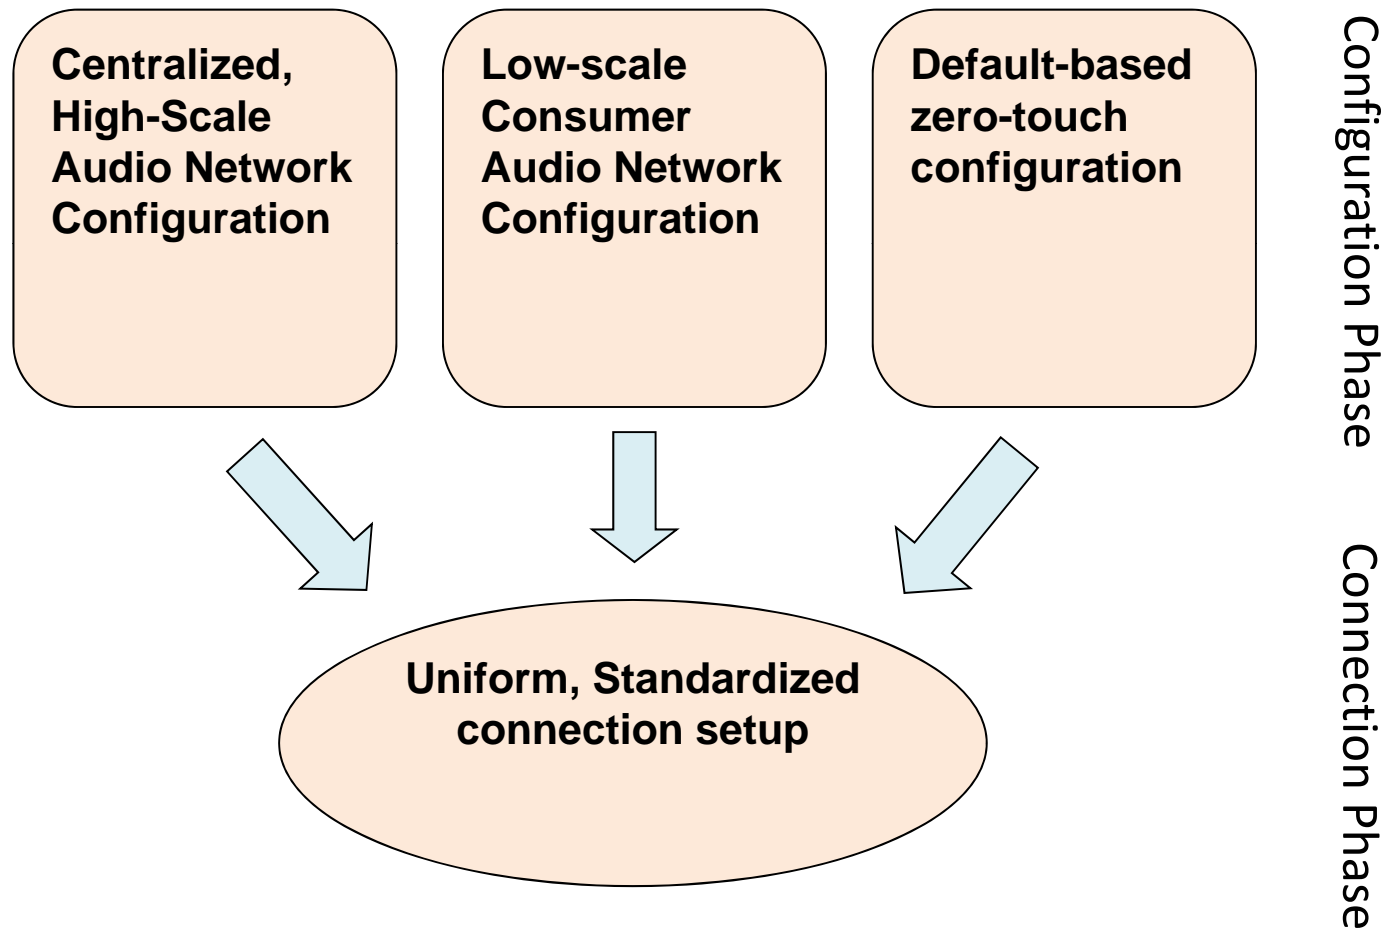 Centralized,
High-Scale
Audio Network
Configuration
Low-scale
Consumer
Audio Network
Configuration
Default-based
zero-touch
configuration
Configuration Phase
Uniform, Standardized
connection setup
Connection Phase